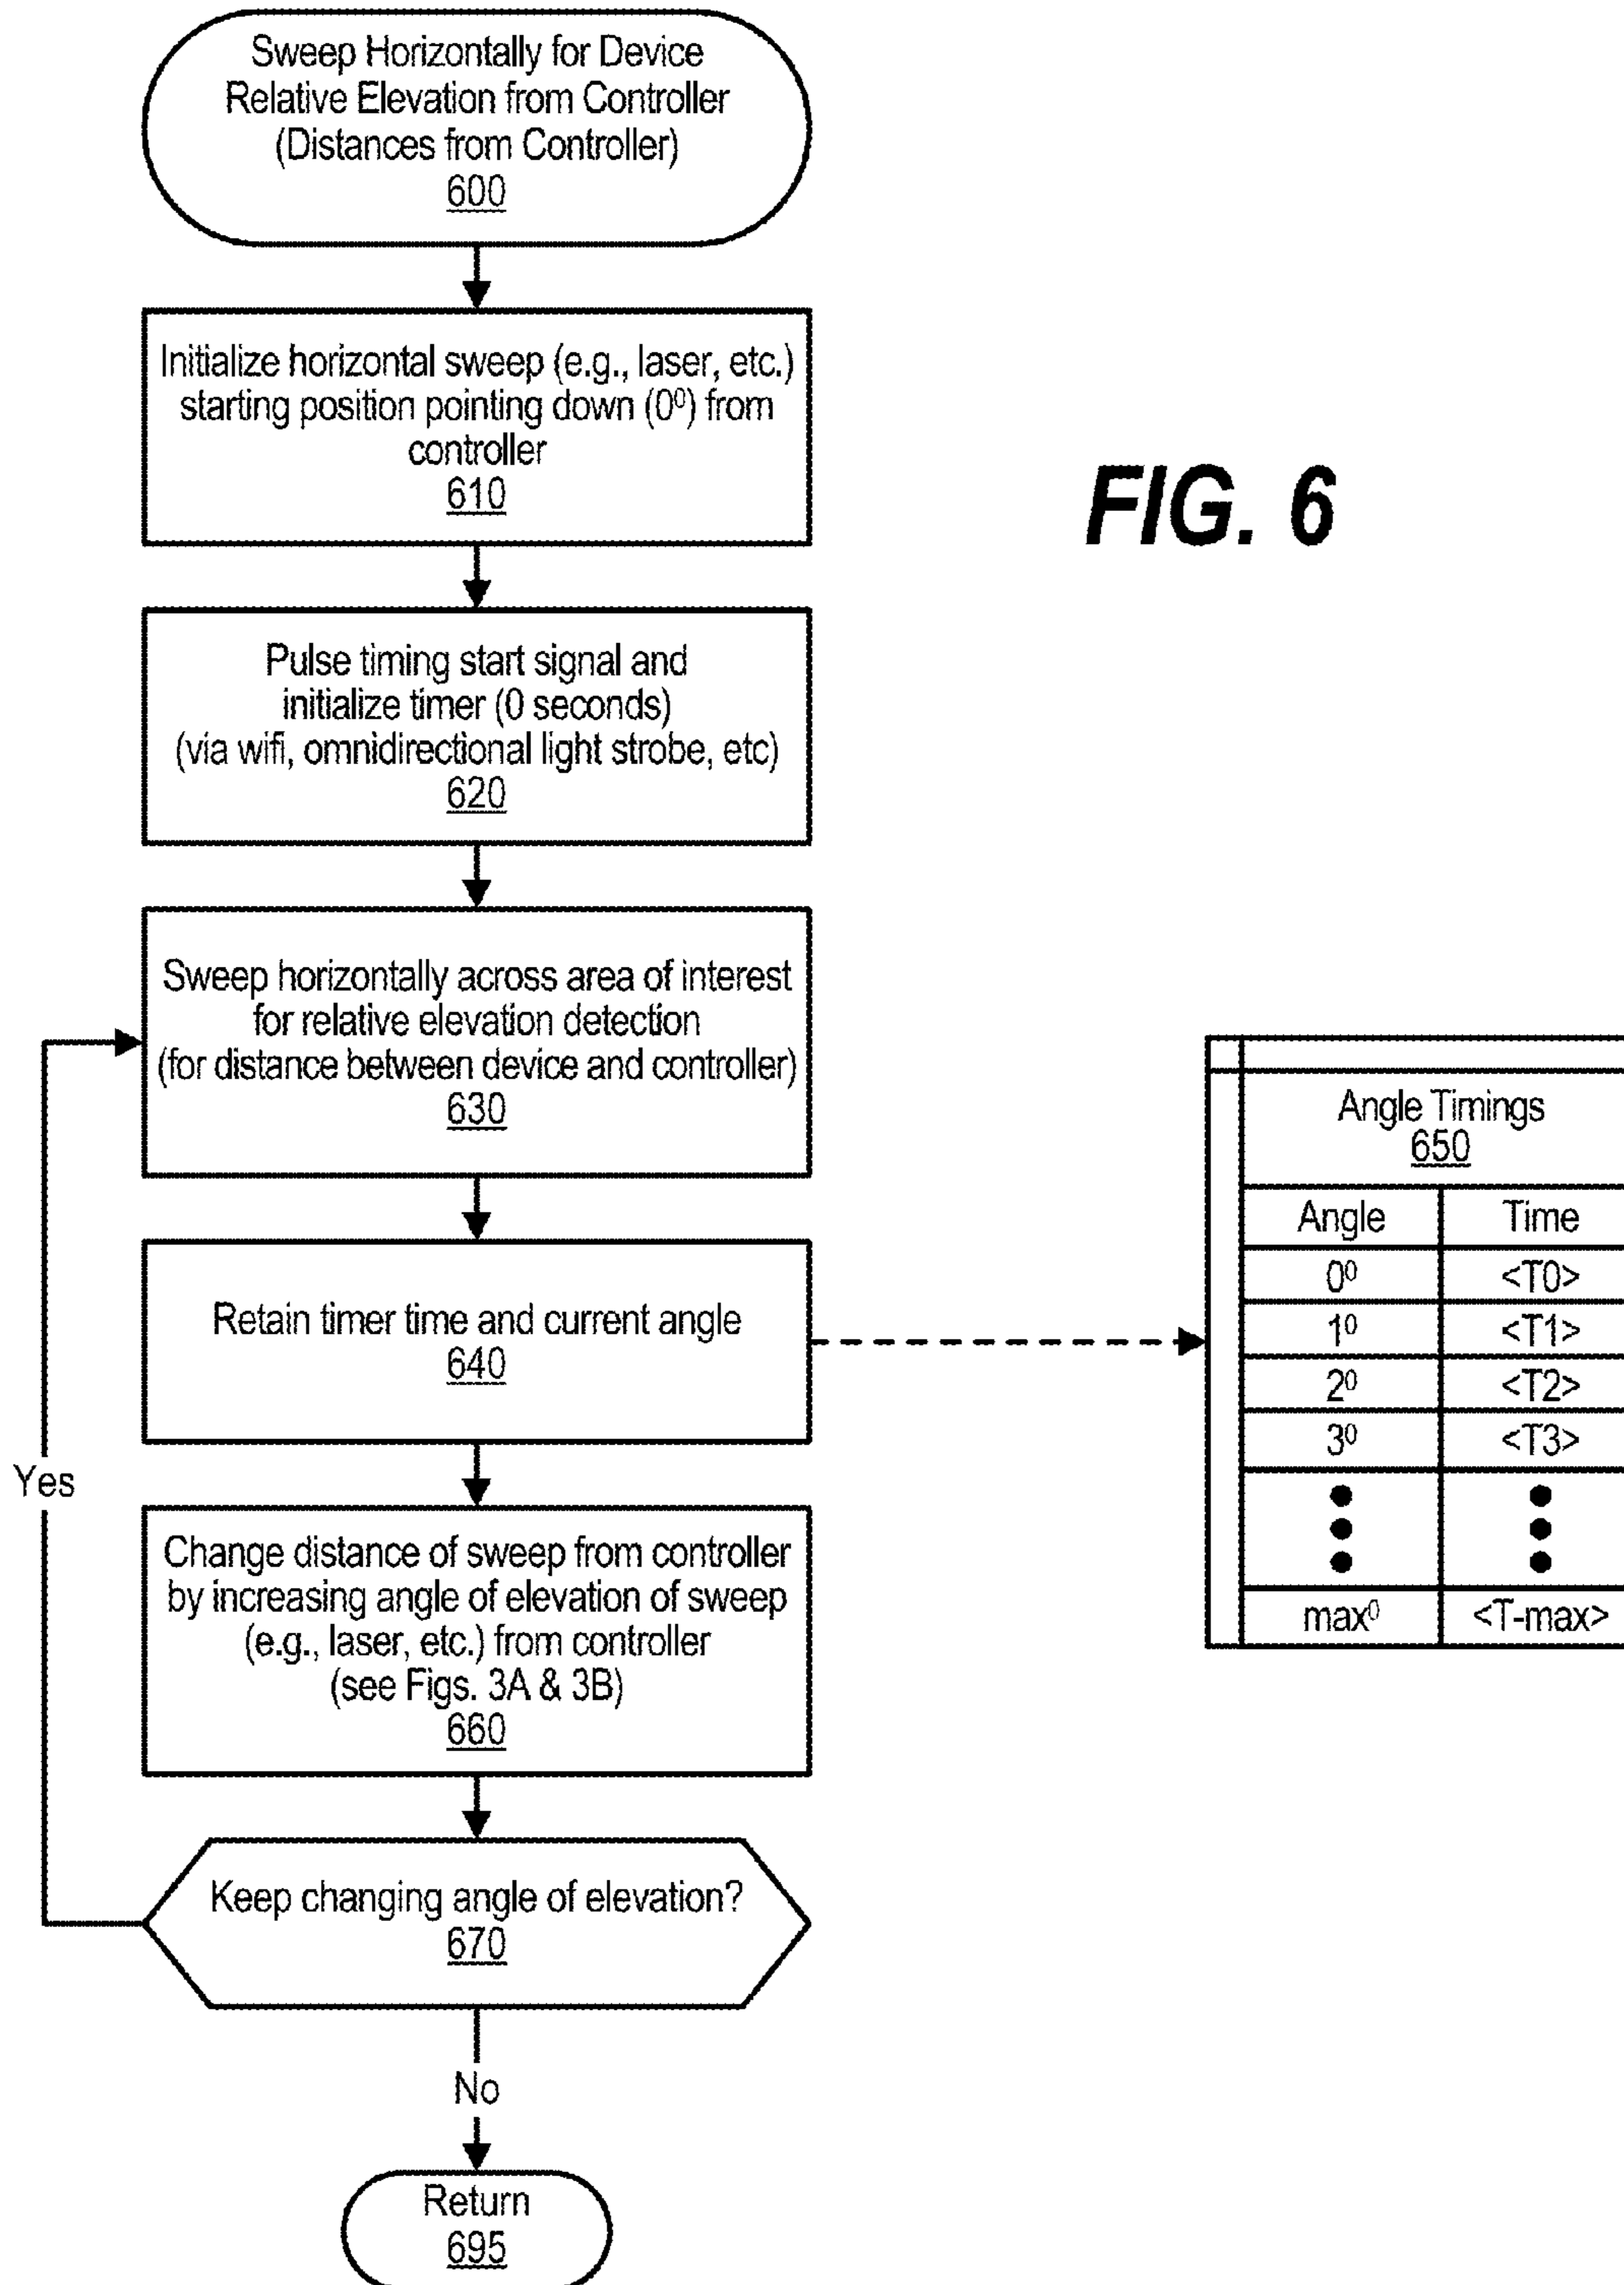 Sweep Horizontally for Device
Relative Elevation from Controller
(Distances from Controller)
600
Initialize horizontal sweep (e.g., laser, etc.)
starting position pointing down (0⁰) from
controller
610
FIG. 6
Pulse timing start signal and
initialize timer (0 seconds)
(via wifi, omnidirectional light strobe, etc)
620
Sweep horizontally across area of interest
for relative elevation detection
(for distance between device and controller)
630
Retain timer time and current angle
640
Angle Timings
650
Angle Time
0⁰ <T0>
1⁰ <T1>
2⁰ <T2>
3⁰ <T3>
max⁰ <T-max>
Yes
Change distance of sweep from controller
by increasing angle of elevation of sweep
(e.g., laser, etc.) from controller
(see Figs. 3A & 3B)
660
Keep changing angle of elevation?
670
No
Return
695